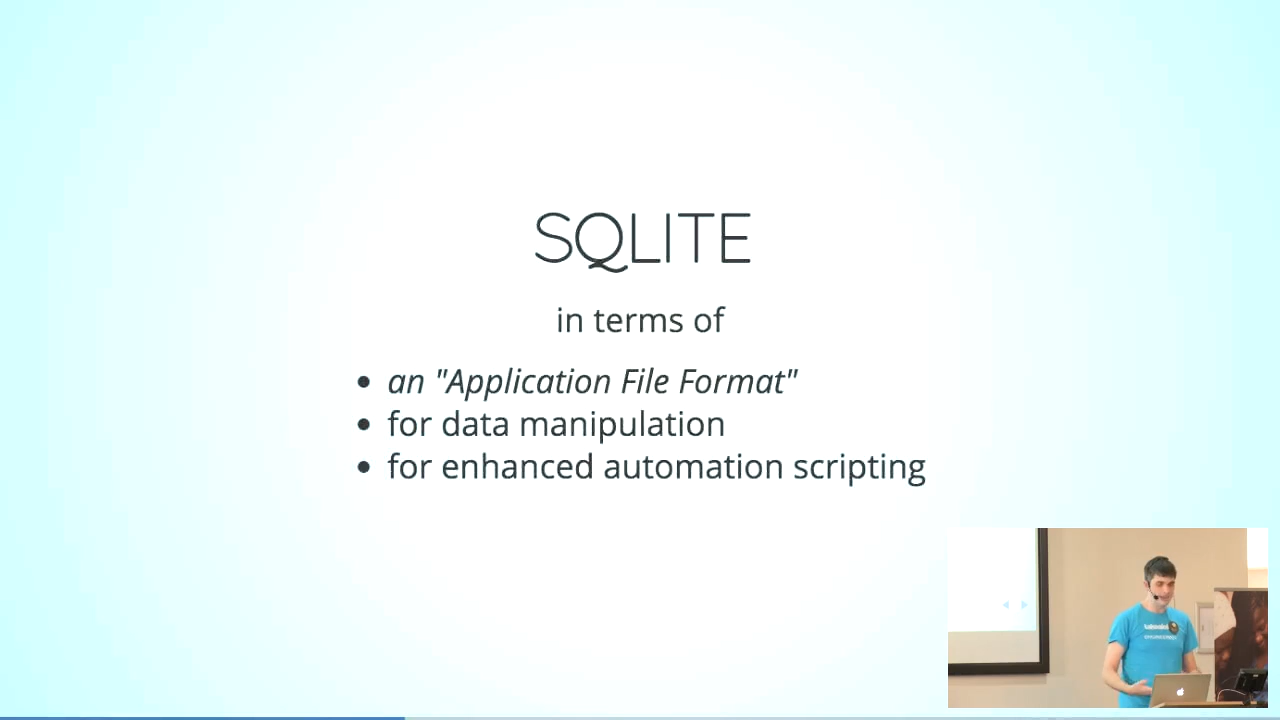 SQLITE
in terms of
an "Application File Format"
for data manipulation
for enhanced automation scripting